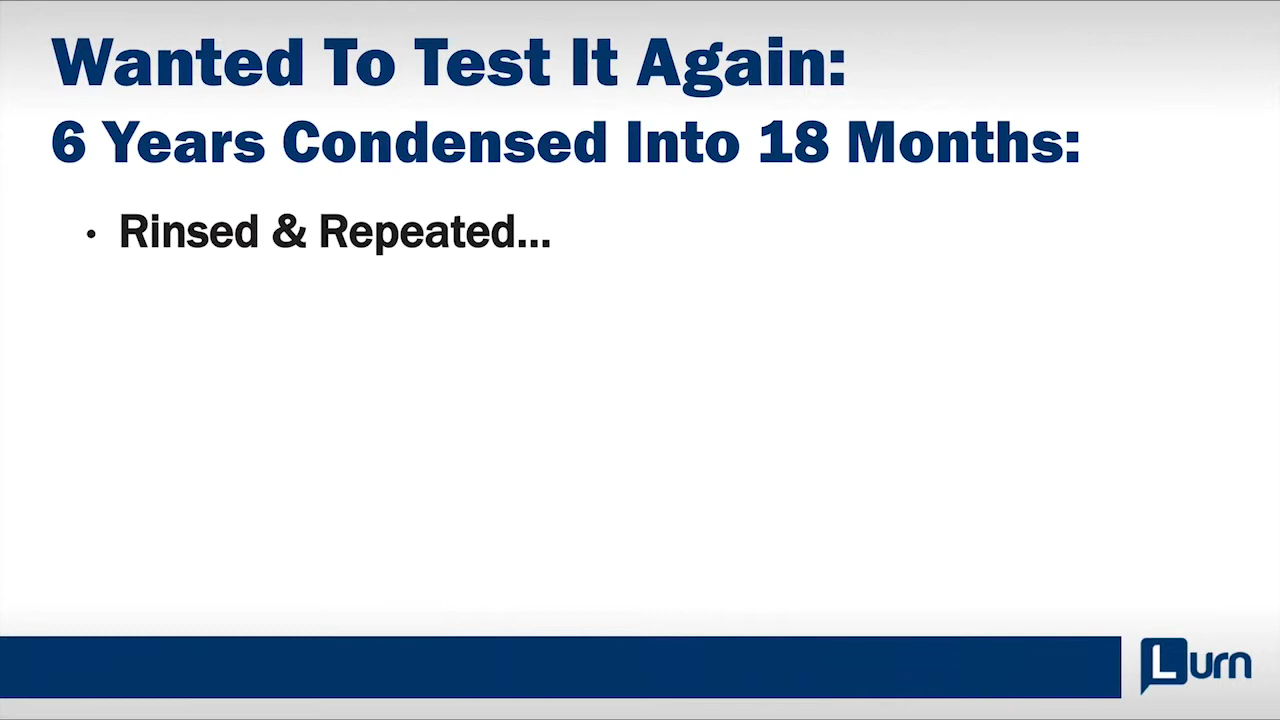 Wanted To Test It Again:
6 Years Condensed Into 18 Months:
• Rinsed & Repeated...
Lurn